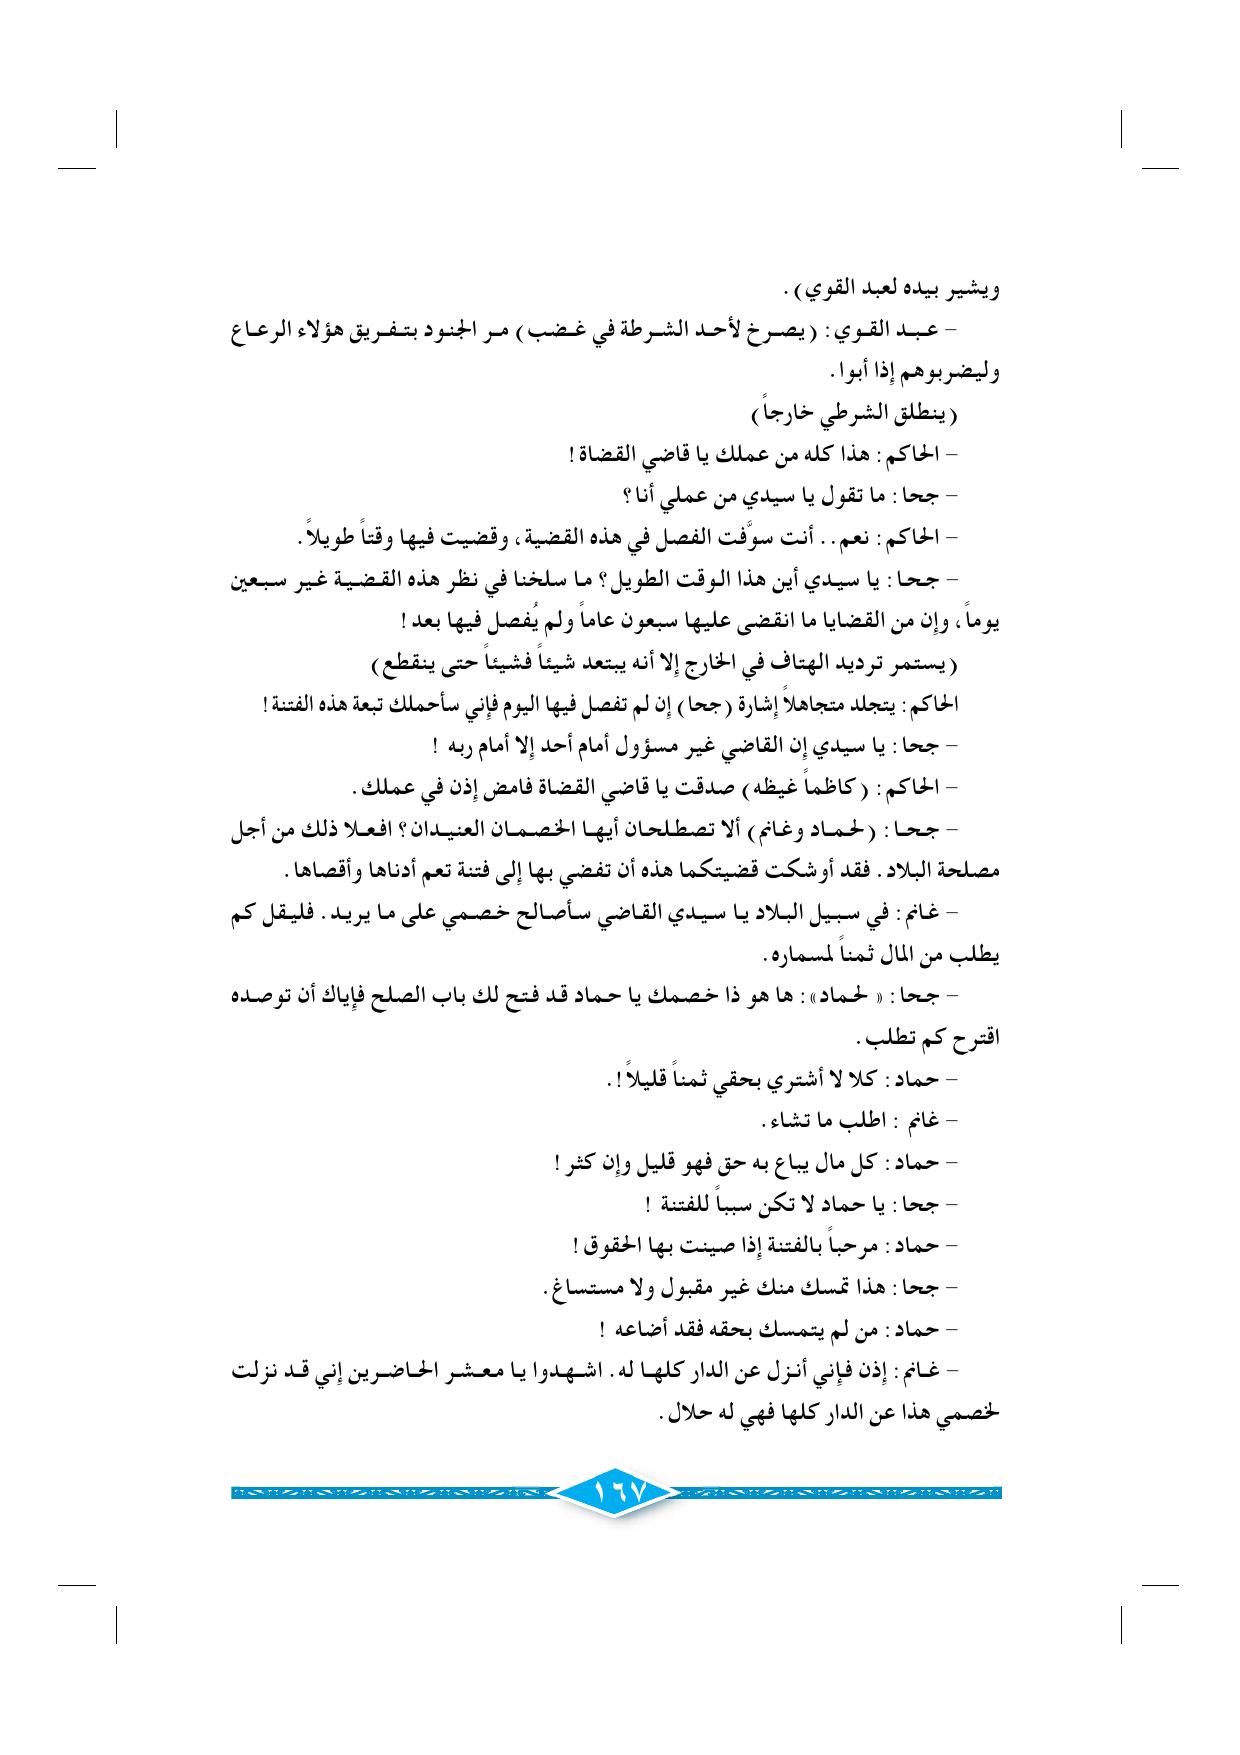 ويشير بيده لعبد القوي).
– عبد القوي: (يصرخ لأحد الشرطة في غضب) مر الجنود بتفريق هؤلاء الرعاع
وليضربوهم إذا أبوا.
(ينطلق الشرطي خارجاً)
– الحاكم: هذا كله من عملك يا قاضي القضاة!
– جحا: ما تقول يا سيدي من عملي أنا؟
– الحاكم: نعم.. أنت سوَّفت الفصل في هذه القضية، وقضيت فيها وقتاً طويلاً.
– جحا: يا سيدي أين هذا الوقت الطويل؟ ما سلخنا في نظر هذه القضية غير سبعين
يوماً، وإن من القضايا ما انقضى عليها سبعون عاماً ولم يُفصل فيها بعد!
(يستمر ترديد الهتاف في الخارج إلا أنه يبتعد شيئاً فشيئاً حتى ينقطع)
الحاكم: يتجلد متجاهلاً إشارة (جحا) إن لم تفصل فيها اليوم فإني سأحملك تبعة هذه الفتنة!
– جحا: يا سيدي إن القاضي غير مسؤول أمام أحد إلا أمام ربه !
– الحاكم: (كاظماً غيظه) صدقت يا قاضي القضاة فامض إذن في عملك.
– جحا: (لحماد وغانم) ألا تصطلحان أيها الخصمان العنيدان؟ افعلا ذلك من أجل
مصلحة البلاد. فقد أوشكت قضيتكما هذه أن تفضي بها إلى فتنة تعم أدناها وأقصاها.
– غانم: في سبيل البلاد يا سيدي القاضي سأصالح خصمي على ما يريد. فليقل كم
يطلب من المال ثمناً لمسماره.
– جحا: « لحماد»: ها هو ذا خصمك يا حماد قد فتح لك باب الصلح فإياك أن توصده
اقترح كم تطلب.
– حماد: كلا لا أشتري بحقي ثمناً قليلاً!.
– غانم : اطلب ما تشاء.
– حماد: كل مال يباع به حق فهو قليل وإن كثر!
– جحا: يا حماد لا تكن سبباً للفتنة !
– حماد: مرحباً بالفتنة إذا صينت بها الحقوق!
– جحا: هذا تمسك منك غير مقبول ولا مستساغ.
– حماد: من لم يتمسك بحقه فقد أضاعه !
– غانم: إذن فإني أنزل عن الدار كلها له. اشهدوا يا معشر الحاضرين إني قد نزلت
لخصمي هذا عن الدار كلها فهي له حلال.
١٦٧